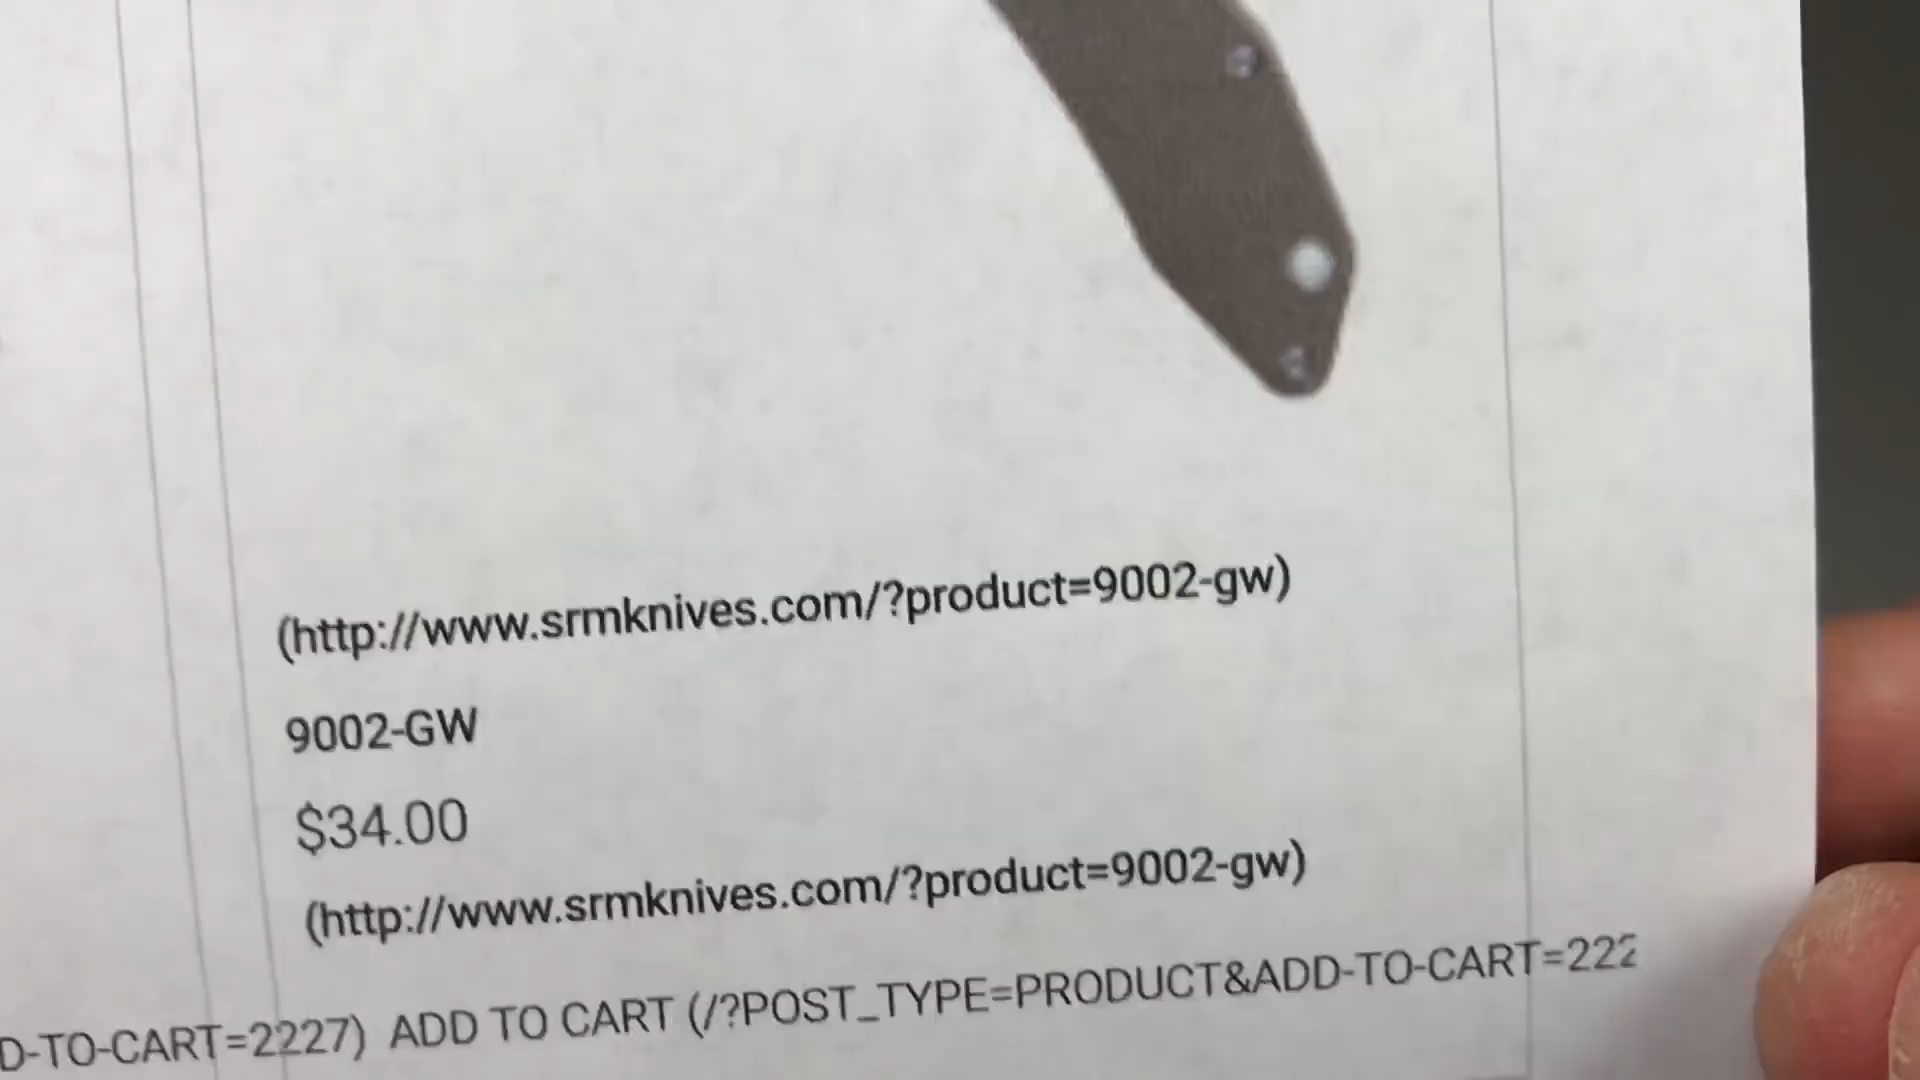 (http://www.srmknives.com/?product=9002-gw)
9002-GW
$34.00
(http://www.srmknives.com/?product=9002-gw)
D-TO-CART=2227) ADD TO CART (/?POST_TYPE=PRODUCT&ADD-TO-CART=222